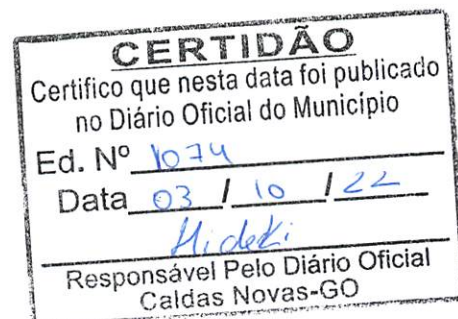 CERTIDÃO
Certifico que nesta data foi publicado
no Diário Oficial do Município
Ed. Nº 1074
Data 03 / 10 / 22
Hideki
Responsável Pelo Diário Oficial
Caldas Novas-GO